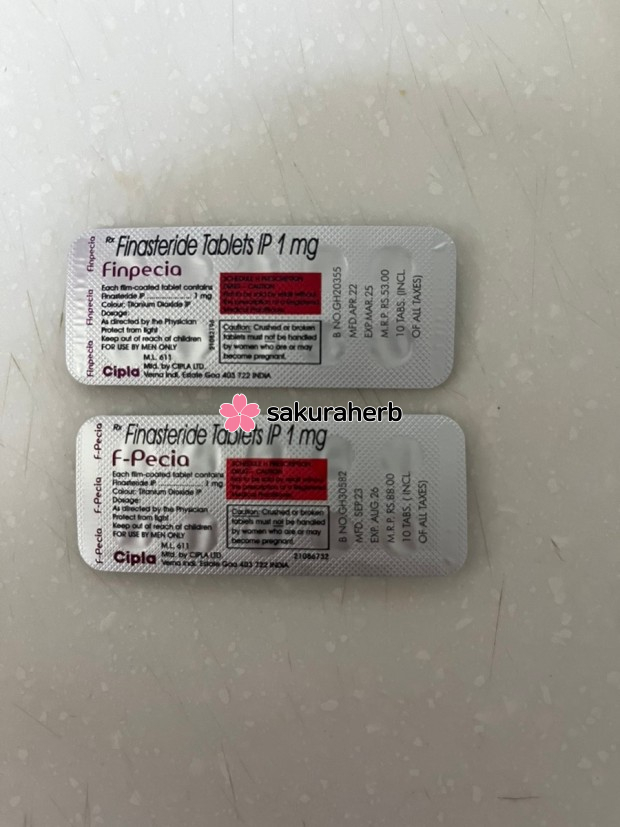 Rx Finasteride Tablets IP 1 mg
Finpecia
Each film-coated tablet contains
Finasteride IP ........ 1 mg
Colour: Titanium Dioxide IP
Dosage:
As directed by the Physician
Protect from light
Keep out of reach of children
FOR USE BY MEN ONLY
M.L. 611
Mfd. by CIPLA LTD.
Cipla Verna Indl. Estate Goa 403 722 INDIA
Finpecia Finpecia Finpecia
SCHEDULE H PRESCRIPTION
DRUG - CAUTION
Caution: Crushed or broken
tablets must not be handled
by women who are or may
become pregnant.
B.NO.GH20355
MFD.APR.22
EXP.MAR.25
M.R.P. RS.53.00
10 TABS. (INCL.
OF ALL TAXES)
sakuraherb
Rx Finasteride Tablets IP 1 mg
F-Pecia
Each film-coated tablet contains
Finasteride IP ........ 1 mg
Colour: Titanium Dioxide IP
Dosage:
As directed by the Physician
Protect from light
Keep out of reach of children
FOR USE BY MEN ONLY
M.L. 611
Mfd. by CIPLA LTD.
Cipla Verna Indl. Estate Goa 403 722 INDIA
21086732
F-Pecia F-Pecia F-Pecia
SCHEDULE H PRESCRIPTION
DRUG - CAUTION
Caution: Crushed or broken
tablets must not be handled
by women who are or may
become pregnant.
B.NO.GH30582
MFD. SEP.23
EXP. AUG.26
M.R.P. RS.88.00
10 TABS. ( INCL.
OF ALL TAXES)